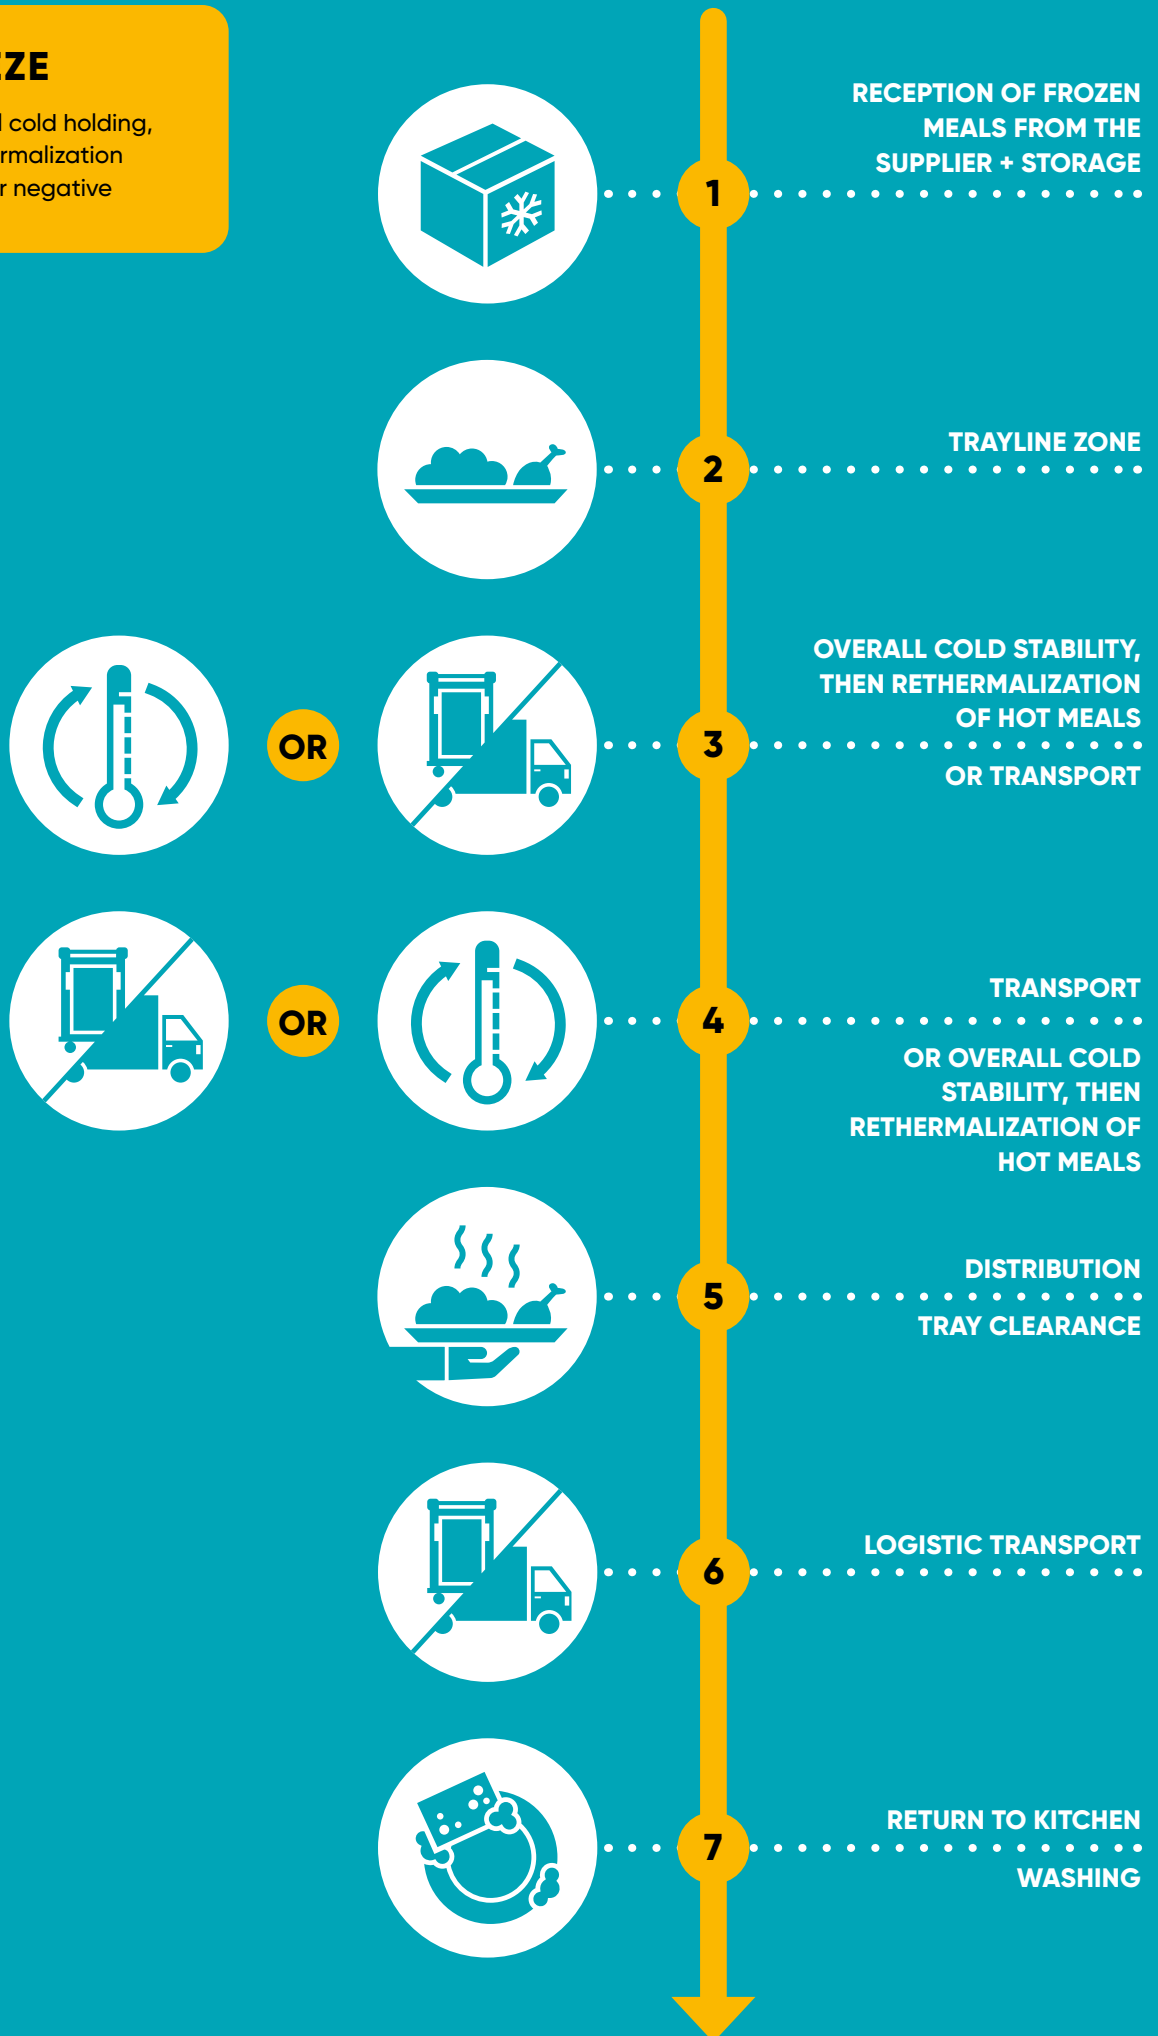 cold holding,
negative
RECEPTION OF FROZEN
MEALS FROM THE
SUPPLIER + STORAGE
1
TRAYLINE ZONE
2
OVERALL COLD STABILITY,
THEN RETHERMALIZATION
OF HOT MEALS
OR
3
OR TRANSPORT
TRANSPORT
OR
4
OR OVERALL COLD
STABILITY, THEN
RETHERMALIZATION OF
HOT MEALS
DISTRIBUTION
5
TRAY CLEARANCE
LOGISTIC TRANSPORT
6
RETURN TO KITCHEN
7
WASHING